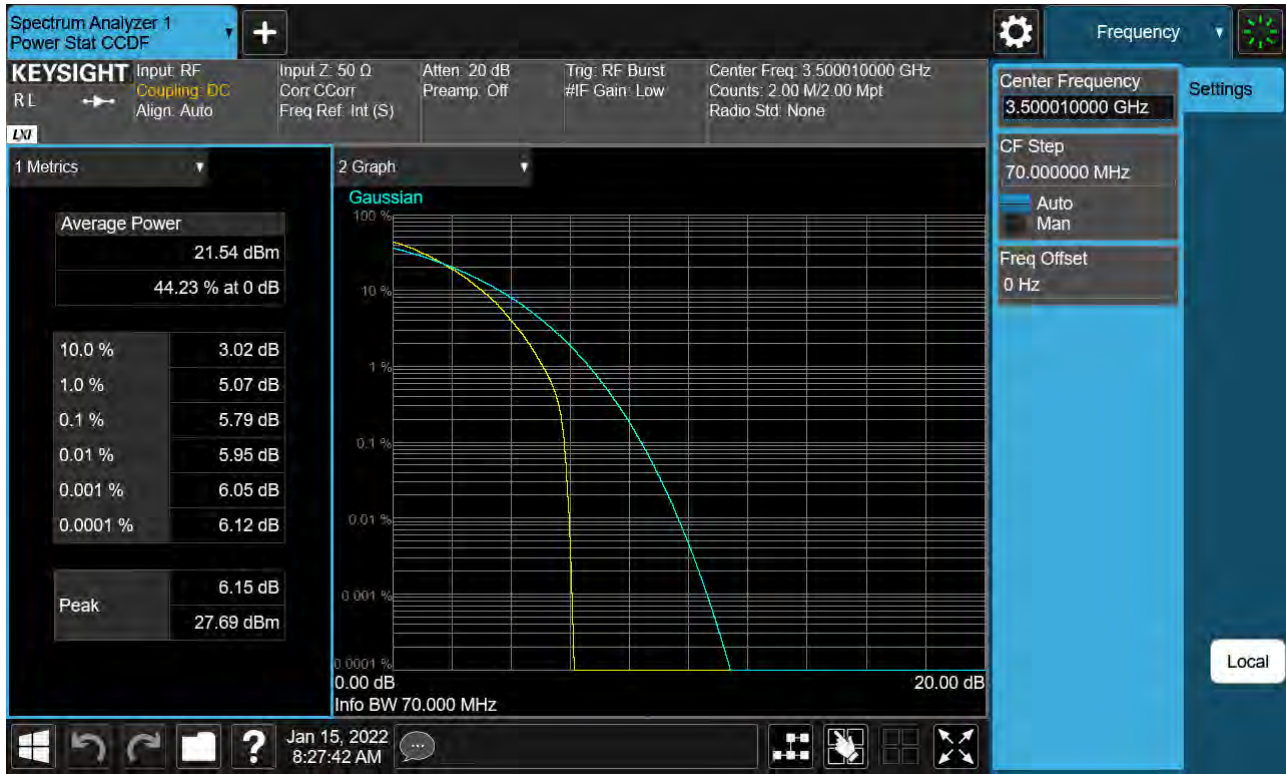 Spectrum Analyzer 1
Power Stat CCDF
+
Frequency
KEYSIGHT
RL
LXI
Input: RF
Coupling: DC
Align: Auto
Input Z: 50 Ω
Corr CCorr
Freq Ref: Int (S)
Atten: 20 dB
Preamp: Off
Trig: RF Burst
#IF Gain: Low
Center Freq: 3.500010000 GHz
Counts: 2.00 M/2.00 Mpt
Radio Std: None
Center Frequency
3.500010000 GHz
Settings
CF Step
70.000000 MHz
Auto
Man
Freq Offset
0 Hz
1 Metrics
Average Power
21.54 dBm
44.23 % at 0 dB
10.0 % 3.02 dB
1.0 % 5.07 dB
0.1 % 5.79 dB
0.01 % 5.95 dB
0.001 % 6.05 dB
0.0001 % 6.12 dB
Peak
6.15 dB
27.69 dBm
2 Graph
Gaussian
100 %
10 %
1 %
0.1 %
0.01 %
0.001 %
0.0001 %
0.00 dB 20.00 dB
Info BW 70.000 MHz
Local
?
Jan 15, 2022
8:27:42 AM